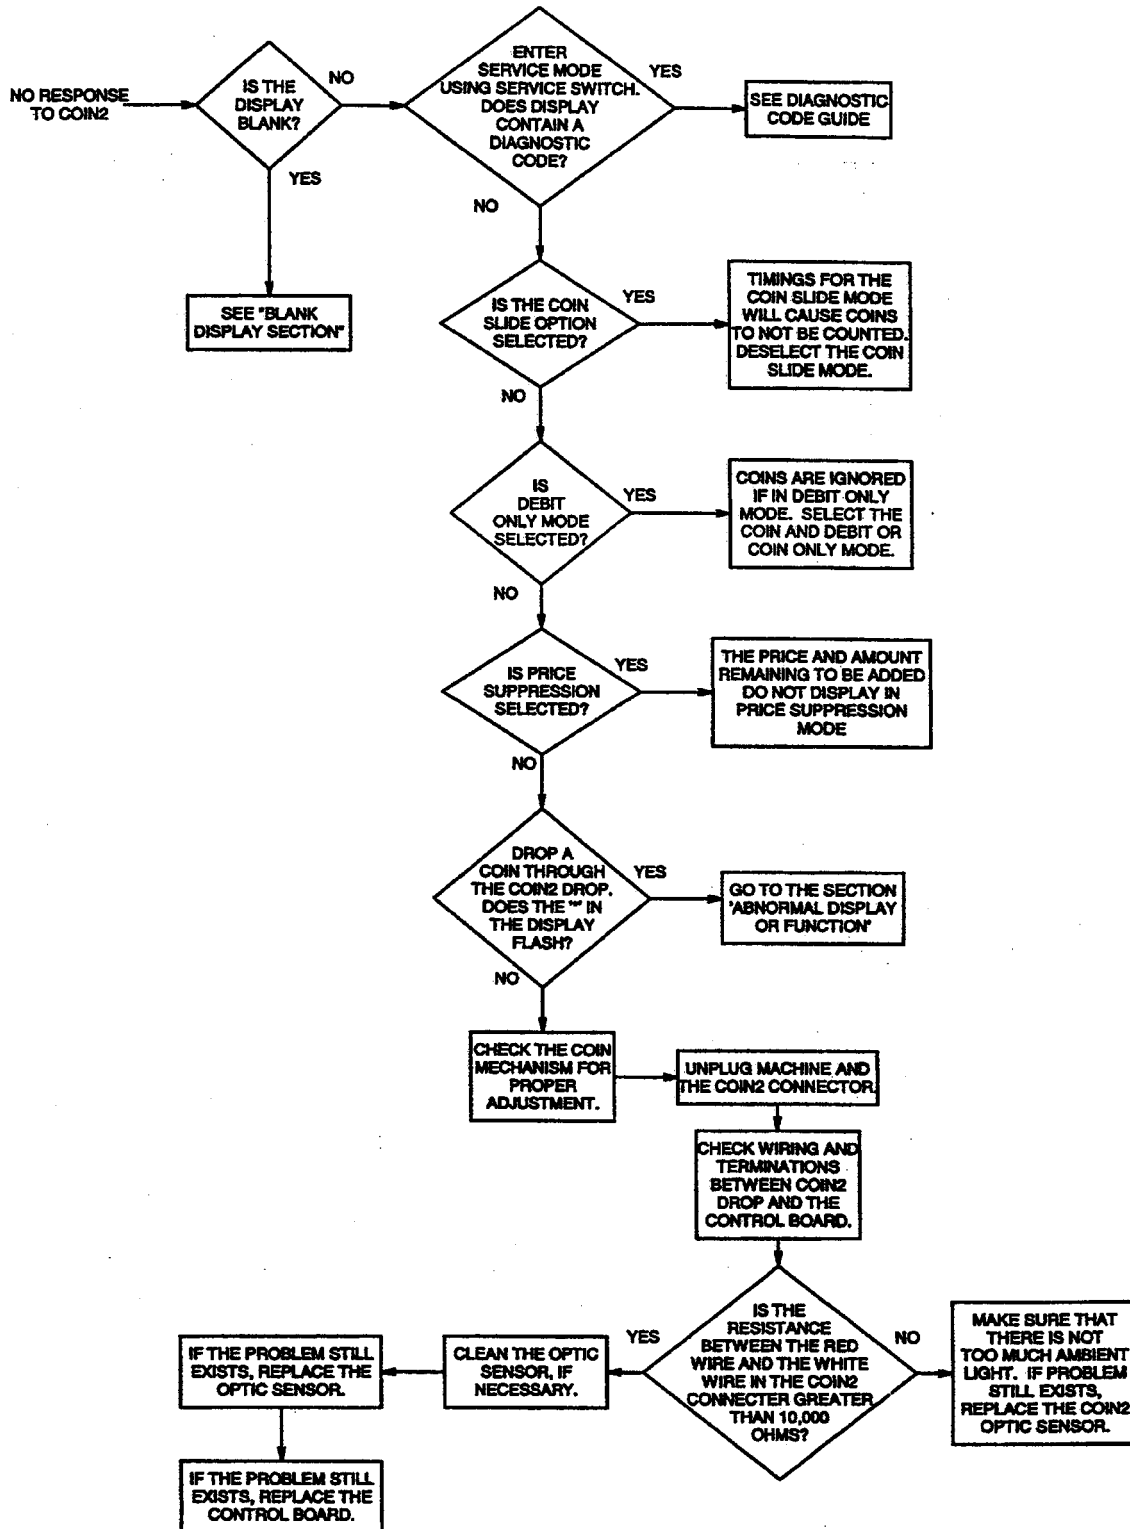 NO RESPONSE
TO COIN2
IS THE
DISPLAY
BLANK?
NO
YES
SEE "BLANK
DISPLAY SECTION"
ENTER
SERVICE MODE
USING SERVICE SWITCH.
DOES DISPLAY
CONTAIN A
DIAGNOSTIC
CODE?
YES
SEE DIAGNOSTIC
CODE GUIDE
NO
IS THE COIN
SLIDE OPTION
SELECTED?
YES
TIMINGS FOR THE
COIN SLIDE MODE
WILL CAUSE COINS
TO NOT BE COUNTED.
DESELECT THE COIN
SLIDE MODE.
NO
IS
DEBIT
ONLY MODE
SELECTED?
YES
COINS ARE IGNORED
IF IN DEBIT ONLY
MODE. SELECT THE
COIN AND DEBIT OR
COIN ONLY MODE.
NO
IS PRICE
SUPPRESSION
SELECTED?
YES
THE PRICE AND AMOUNT
REMAINING TO BE ADDED
DO NOT DISPLAY IN
PRICE SUPPRESSION
MODE
NO
DROP A
COIN THROUGH
THE COIN2 DROP.
DOES THE "*" IN
THE DISPLAY
FLASH?
YES
GO TO THE SECTION
'ABNORMAL DISPLAY
OR FUNCTION'
NO
CHECK THE COIN
MECHANISM FOR
PROPER
ADJUSTMENT.
UNPLUG MACHINE AND
THE COIN2 CONNECTOR.
CHECK WIRING AND
TERMINATIONS
BETWEEN COIN2
DROP AND THE
CONTROL BOARD.
IS THE
RESISTANCE
BETWEEN THE RED
WIRE AND THE WHITE
WIRE IN THE COIN2
CONNECTER GREATER
THAN 10,000
OHMS?
NO
MAKE SURE THAT
THERE IS NOT
TOO MUCH AMBIENT
LIGHT. IF PROBLEM
STILL EXISTS,
REPLACE THE COIN2
OPTIC SENSOR.
YES
CLEAN THE OPTIC
SENSOR, IF
NECESSARY.
IF THE PROBLEM STILL
EXISTS, REPLACE THE
OPTIC SENSOR.
IF THE PROBLEM STILL
EXISTS, REPLACE THE
CONTROL BOARD.